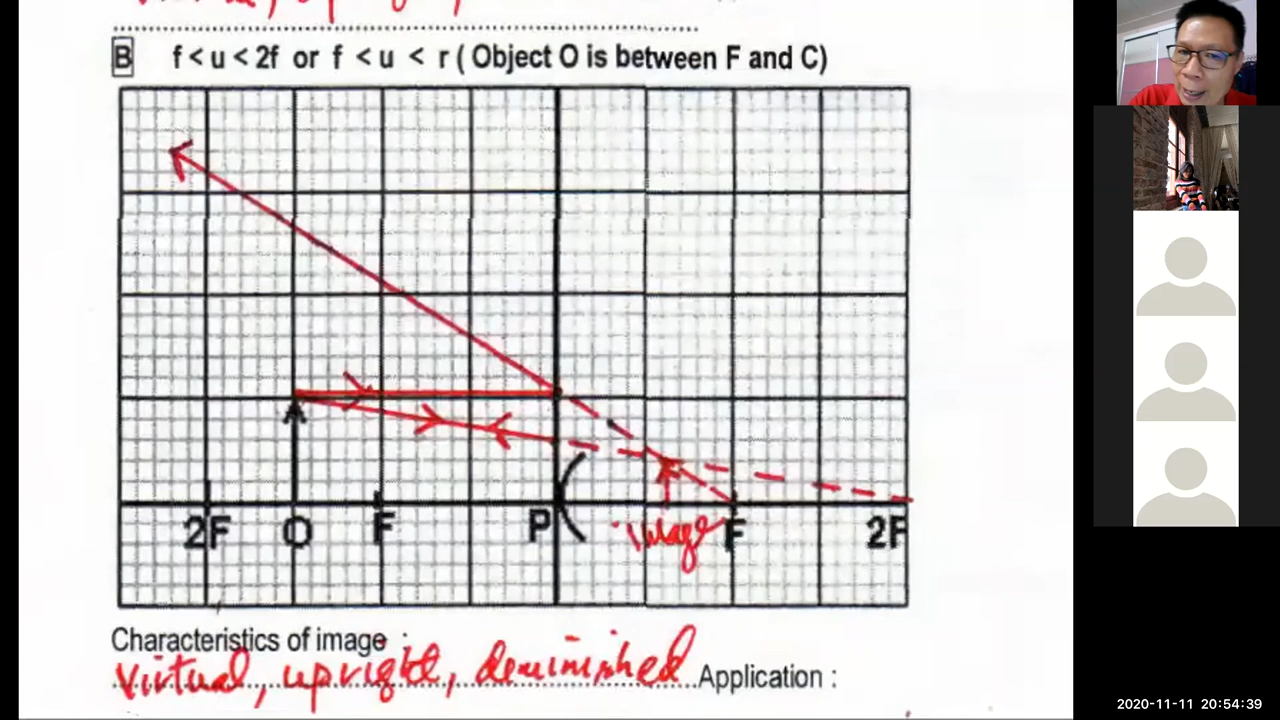 B f < u < 2f or f < u < r ( Object O is between F and C)
2F O F P image F 2F
Characteristics of image :
virtual, upright, deminished Application :
2020-11-11 20:54:39